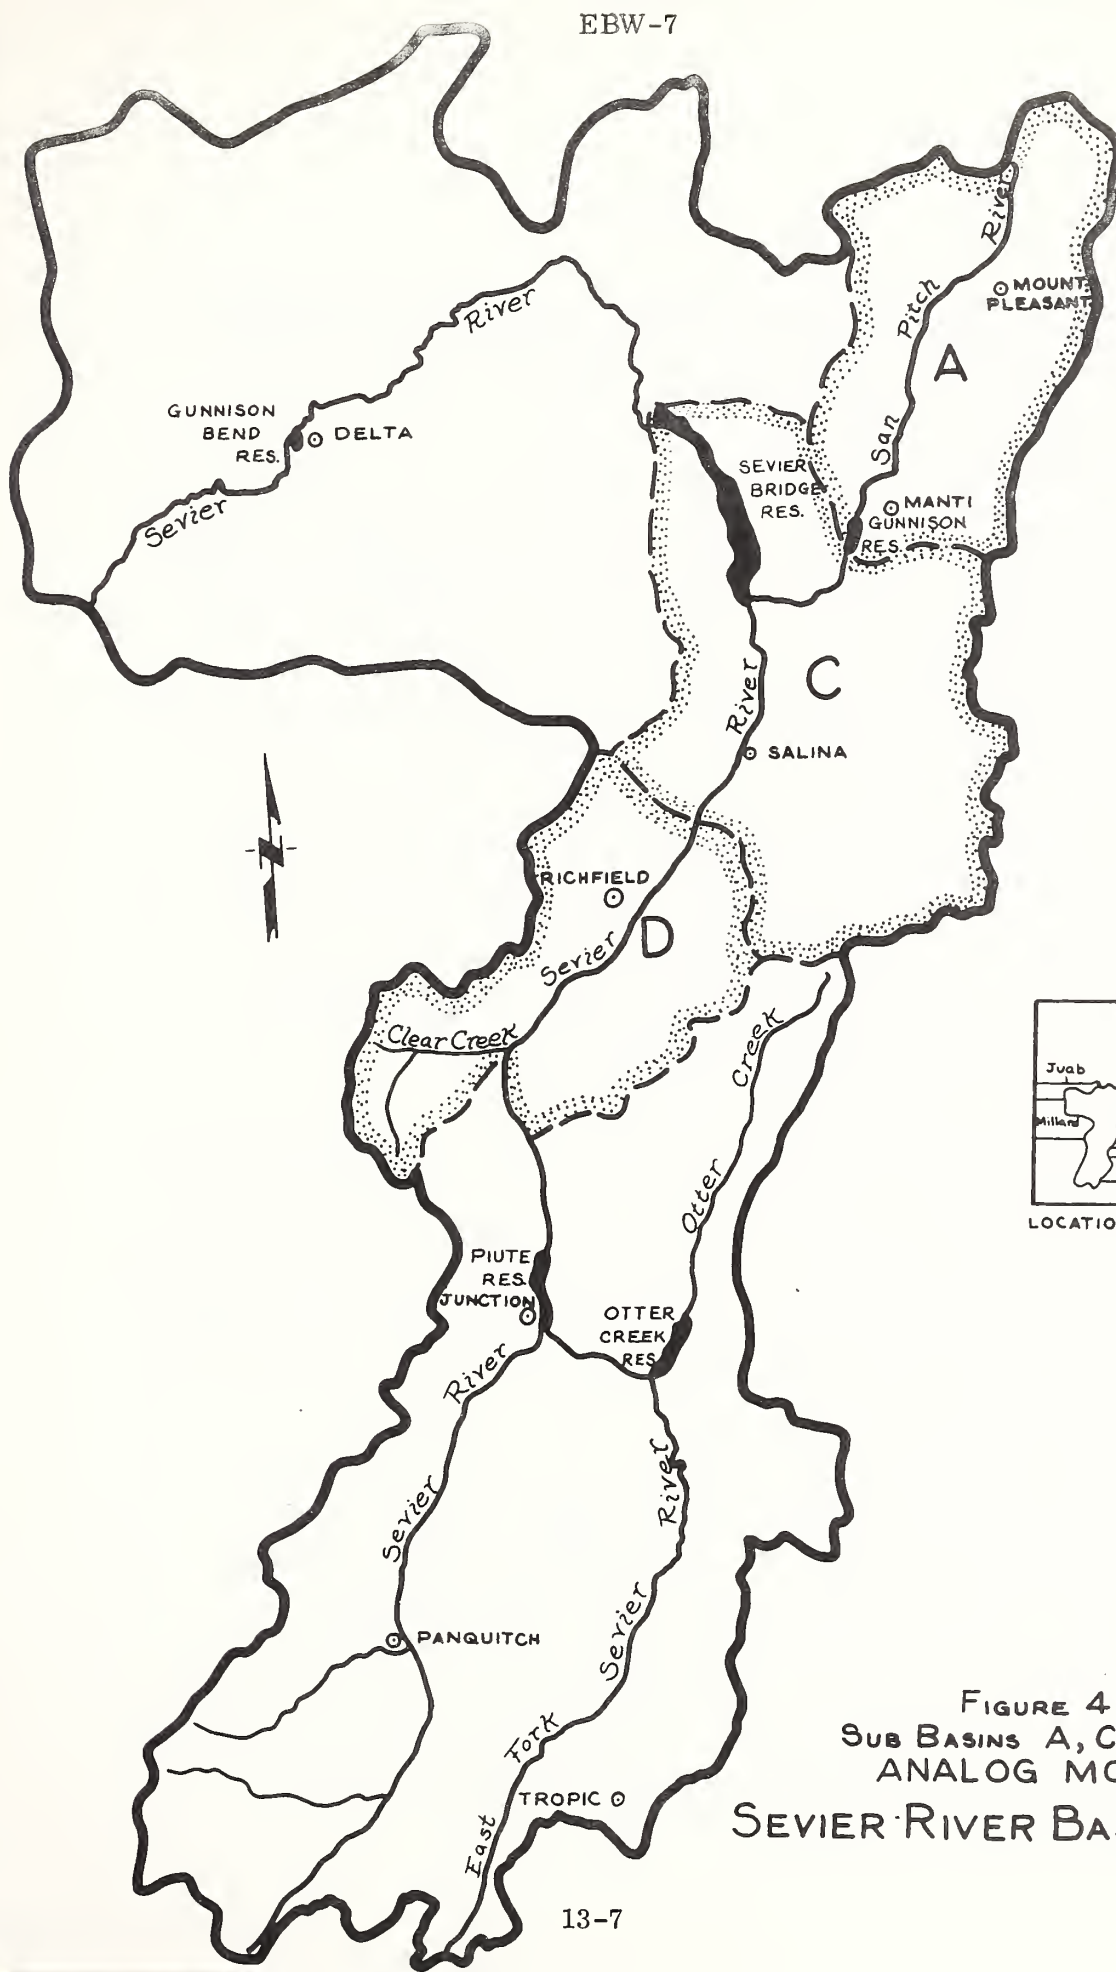 EBW-7
River
MOUNT
PLEASANT
Pitch
River
A
GUNNISON
BEND
RES.
DELTA
San
SEVIER
BRIDGE
RES.
Sevier
MANTI
GUNNISON
RES.
C
River
SALINA
RICHFIELD
D
Sevier
Clear Creek
Creek
Juab
Millard
Otter
LOCATIO
PIUTE
RES.
JUNCTION
OTTER
CREEK
RES
River
River
Sevier
Sevier
PANQUITCH
Fork
East
TROPIC
FIGURE 4
SUB BASINS A, C
ANALOG MO
SEVIER RIVER BA
13-7